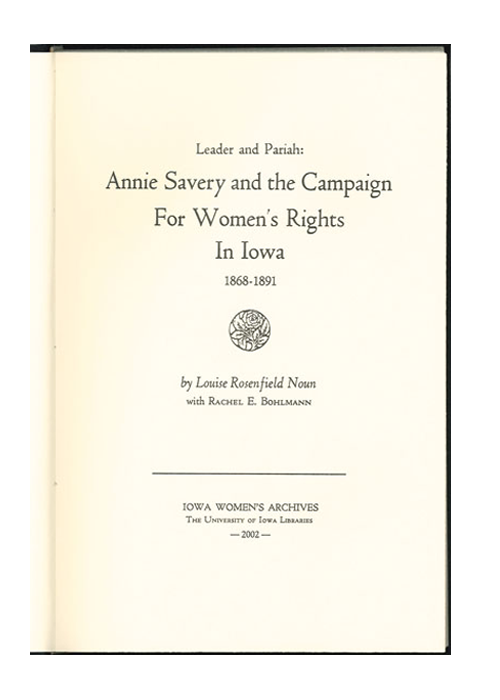 Leader and Pariah:
Annie Savery and the Campaign
For Women's Rights
In Iowa
1868-1891
by Louise Rosenfield Noun
with Rachel E. Bohlmann
IOWA WOMEN'S ARCHIVES
The University of Iowa Libraries
— 2002 —